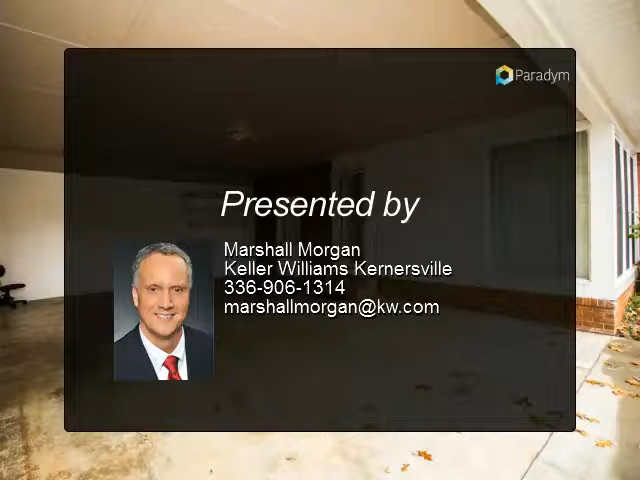 Paradym
Presented by
Marshall Morgan
Keller Williams Kernersville
336-906-1314
marshallmorgan@kw.com